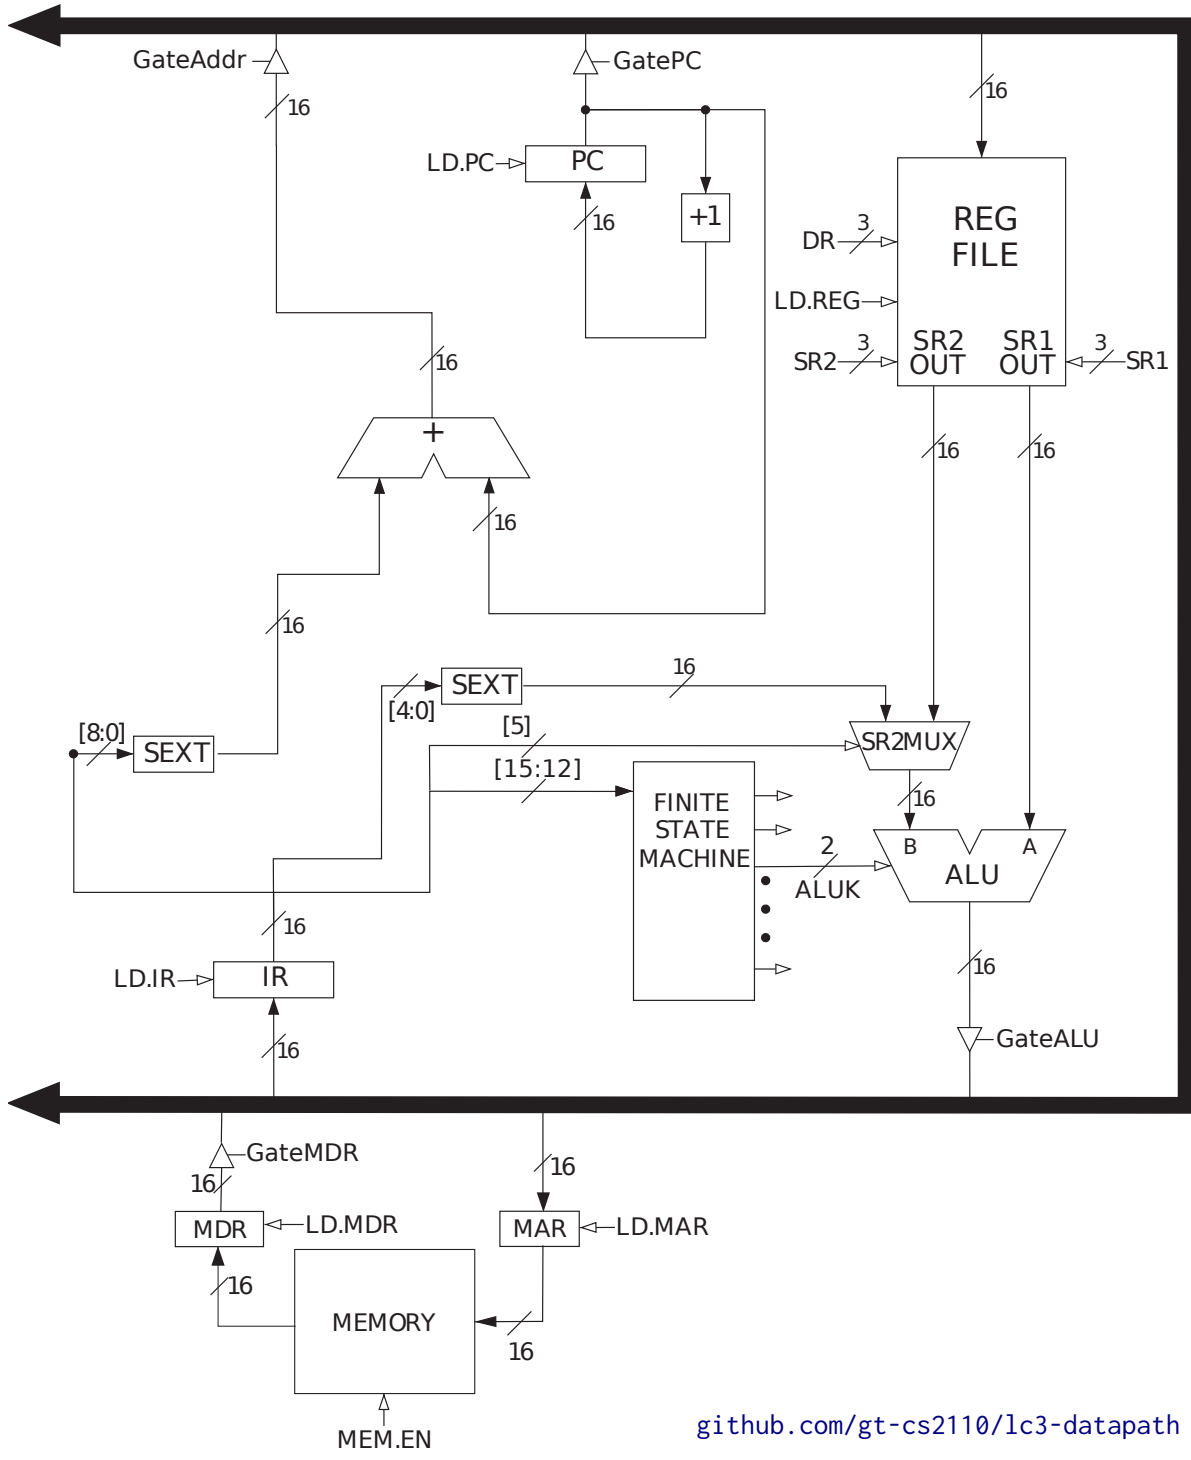 GateAddr
GatePC
16
16
LD.PC
PC
16
+1
REG
FILE
DR
3
LD.REG
SR2
3
SR2
OUT
SR1
OUT
3
SR1
16
+
16
16
16
16
[4:0]
SEXT
16
[8:0]
SEXT
[5]
SR2MUX
[15:12]
16
FINITE
STATE
MACHINE
2
ALUK
B
A
ALU
16
LD.IR
IR
16
16
GateALU
GateMDR
16
MDR
LD.MDR
16
MAR
LD.MAR
16
MEMORY
16
MEM.EN
github.com/gt-cs2110/lc3-datapath